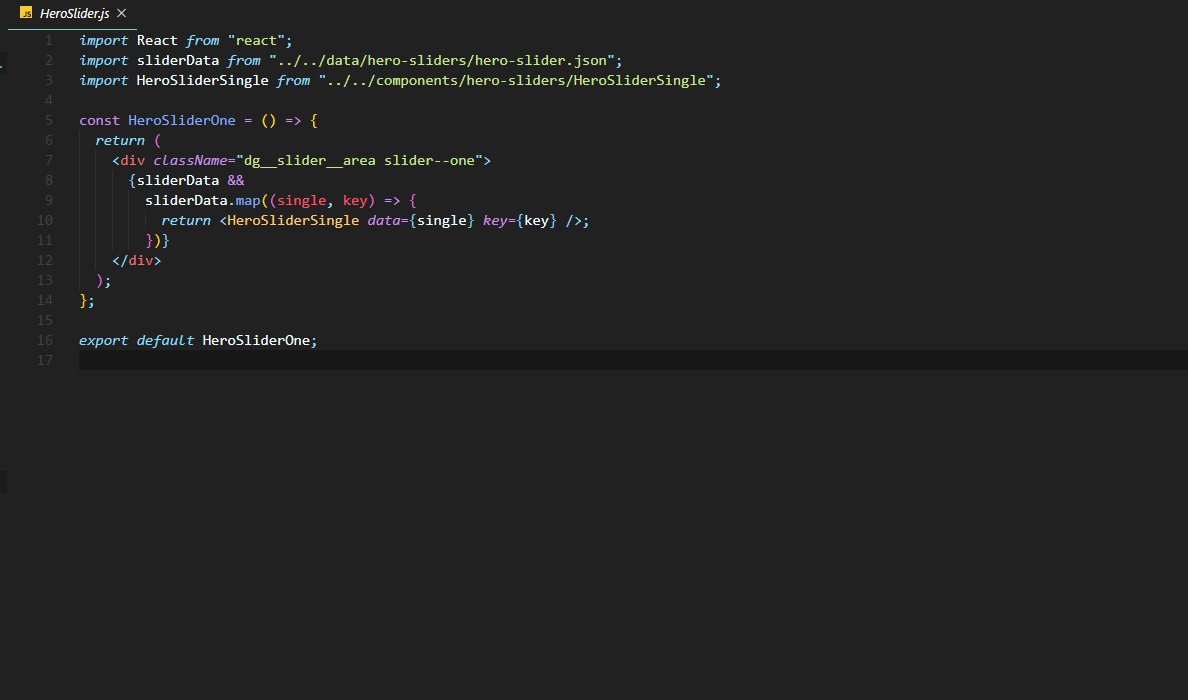 JS HeroSlider.js ×
1 import React from "react";
2 import sliderData from "../../data/hero-sliders/hero-slider.json";
3 import HeroSliderSingle from "../../components/hero-sliders/HeroSliderSingle";
4
5 const HeroSliderOne = () => {
6   return (
7     <div className="dg__slider__area slider--one">
8       {sliderData &&
9         sliderData.map((single, key) => {
10           return <HeroSliderSingle data={single} key={key} />;
11         })}
12     </div>
13   );
14 };
15
16 export default HeroSliderOne;
17